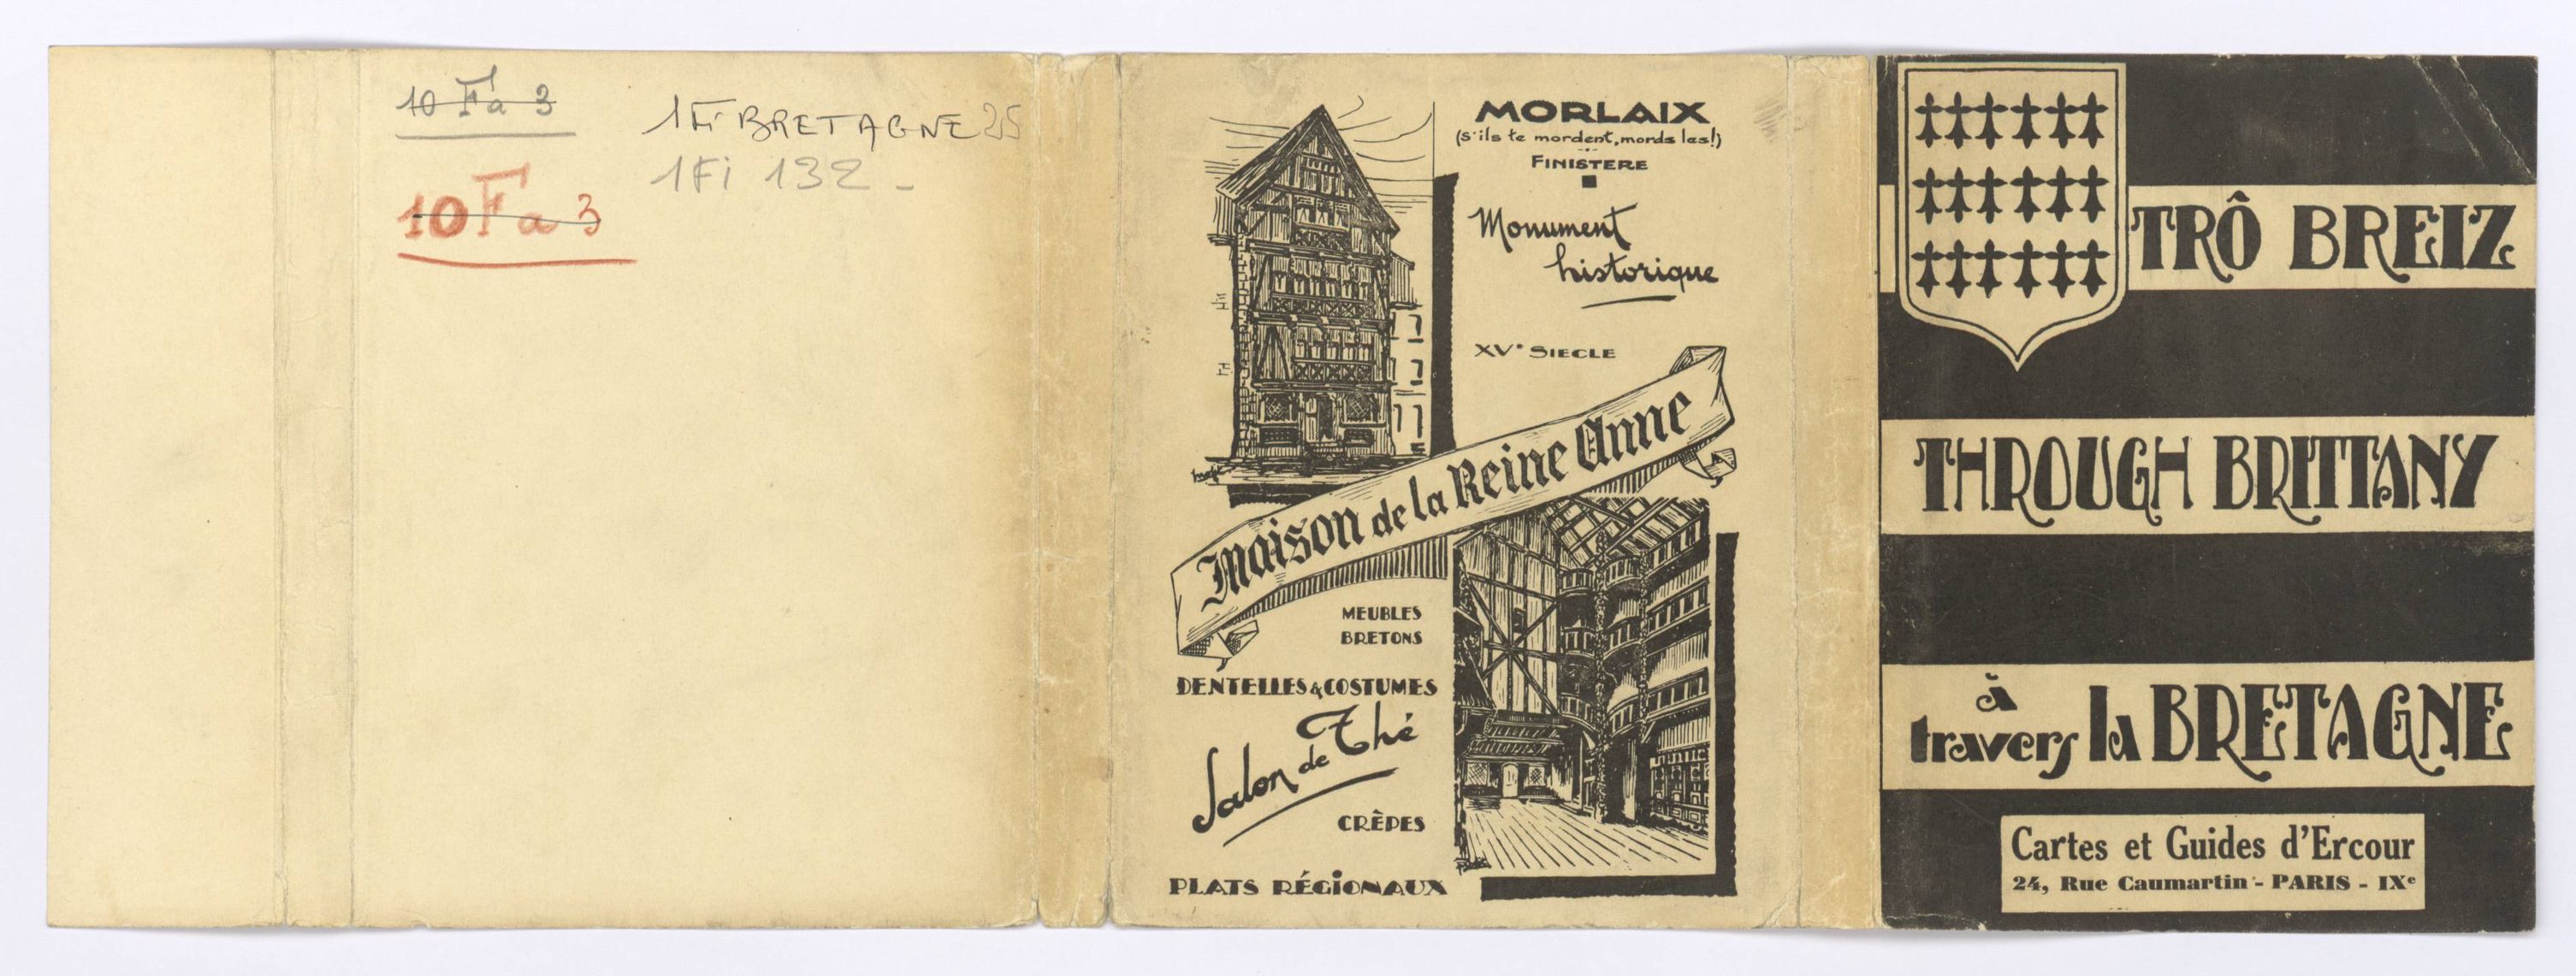 10 Fa 3
10 Fa 3
1Fi BRETAGNE 25
1Fi 132 -
MORLAIX
(s'ils te mordent, mords les!)
FINISTERE
Monument
historique
XVe SIECLE
Maison de la Reine Anne
MEUBLES
BRETONS
DENTELLES & COSTUMES
Salon de Thé
CRÊPES
PLATS RÉGIONAUX
TRÔ BREIZ
THROUGH BRITTANY
à
travers la BRETAGNE
Cartes et Guides d'Ercour
24, Rue Caumartin - PARIS - IXe